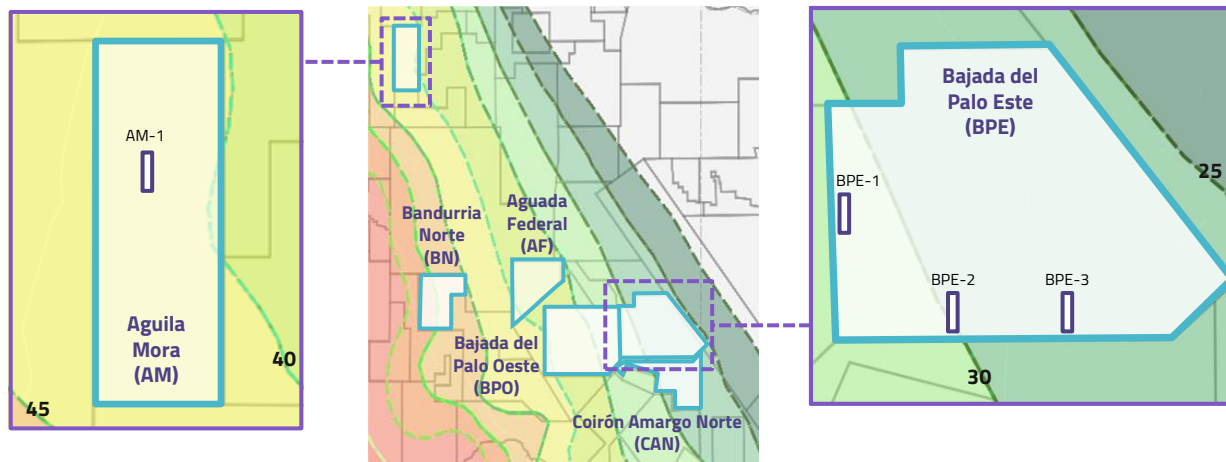 AM-1
Aguila
Mora
(AM)
40
45
Bandurria
Norte
(BN)
Aguada
Federal
(AF)
Bajada del
Palo Oeste
(BPO)
Coirón Amargo Norte
(CAN)
Bajada del
Palo Este
(BPE)
25
BPE-1
BPE-2
BPE-3
30